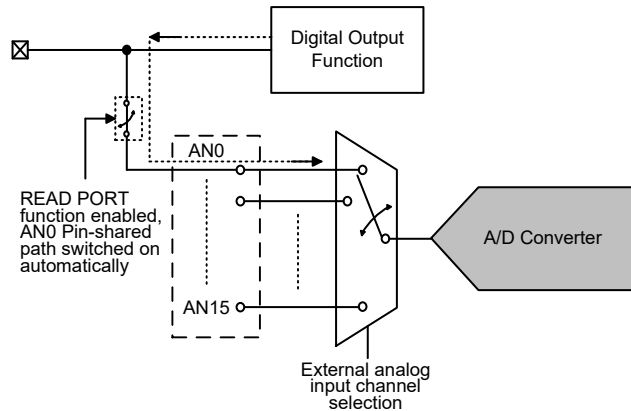 Digital Output
Function
AN0
READ PORT
function enabled,
AN0 Pin-shared
path switched on
automatically
A/D Converter
AN15
External analog
input channel
selection